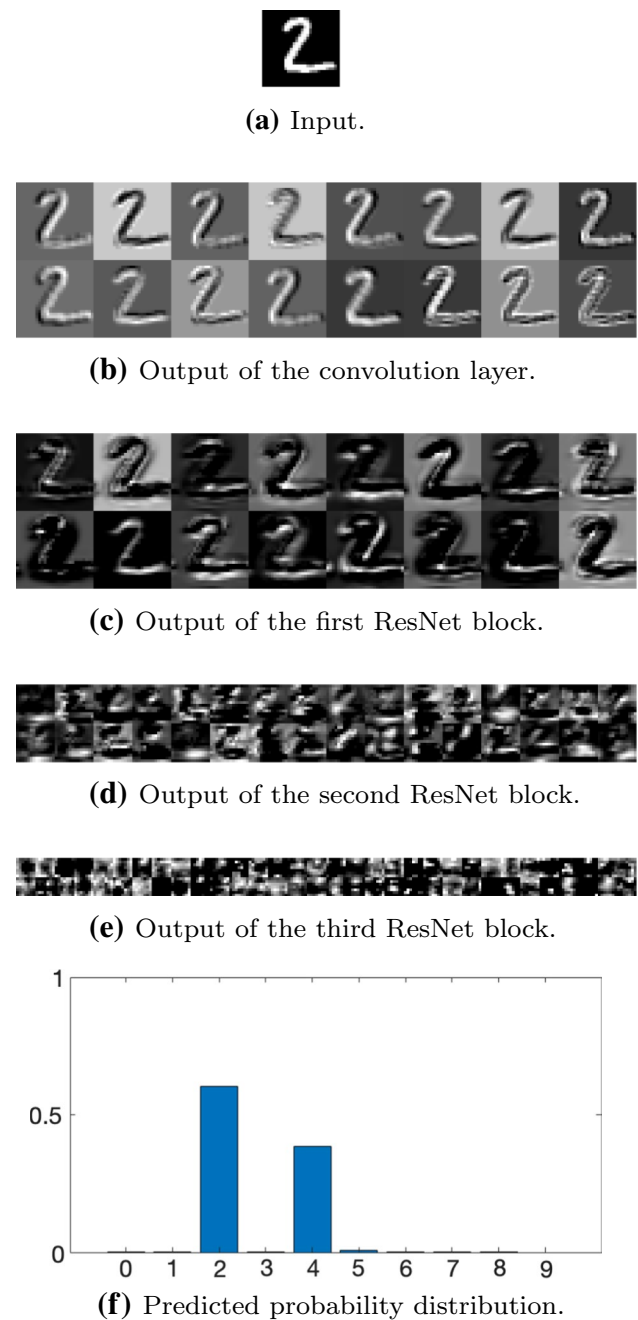 (a) Input.
(b) Output of the convolution layer.
(c) Output of the first ResNet block.
(d) Output of the second ResNet block.
(e) Output of the third ResNet block.
1
0.5
0
0 1 2 3 4 5 6 7 8 9
(f) Predicted probability distribution.